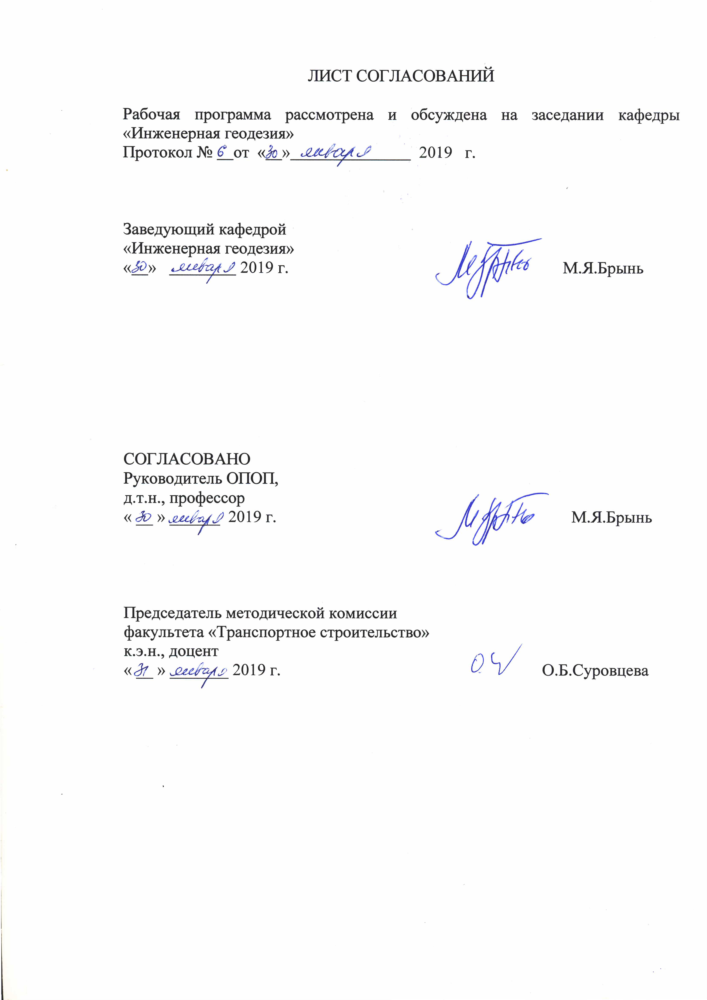 ЛИСТ СОГЛАСОВАНИЙ
Рабочая программа рассмотрена и обсуждена на заседании кафедры
«Инженерная геодезия»
Протокол № 6 от «30» января 2019 г.
Заведующий кафедрой
«Инженерная геодезия»
«30» января 2019 г. М.Я.Брынь
СОГЛАСОВАНО
Руководитель ОПОП,
д.т.н., профессор
« 30 » января 2019 г. М.Я.Брынь
Председатель методической комиссии
факультета «Транспортное строительство»
к.э.н., доцент
« 31 » января 2019 г. О.Б.Суровцева